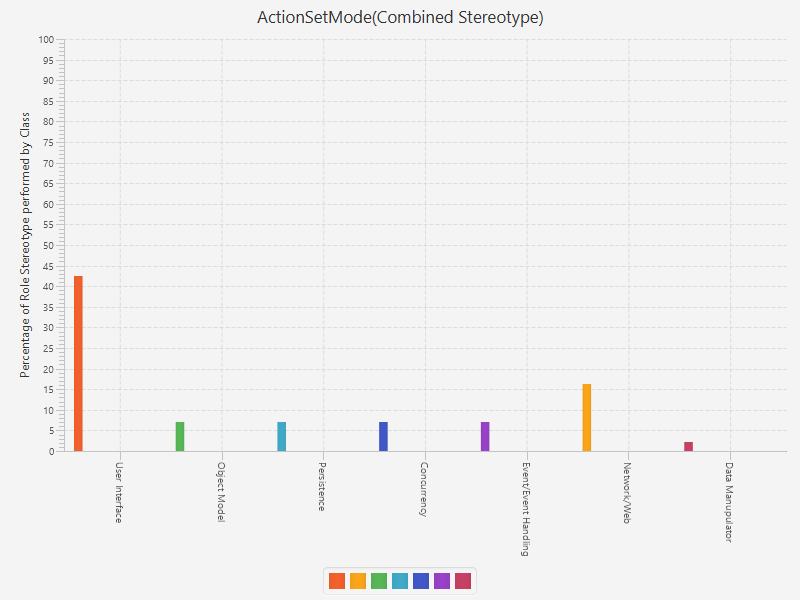 ActionSetMode(Combined Stereotype)
Percentage of Role Stereotype performed by Class
100
95
90
85
80
75
70
65
60
55
50
45
40
35
30
25
20
15
10
5
0
User Interface
Object Model
Persistence
Concurrency
Event/Event Handling
Network/Web
Data Manupulator